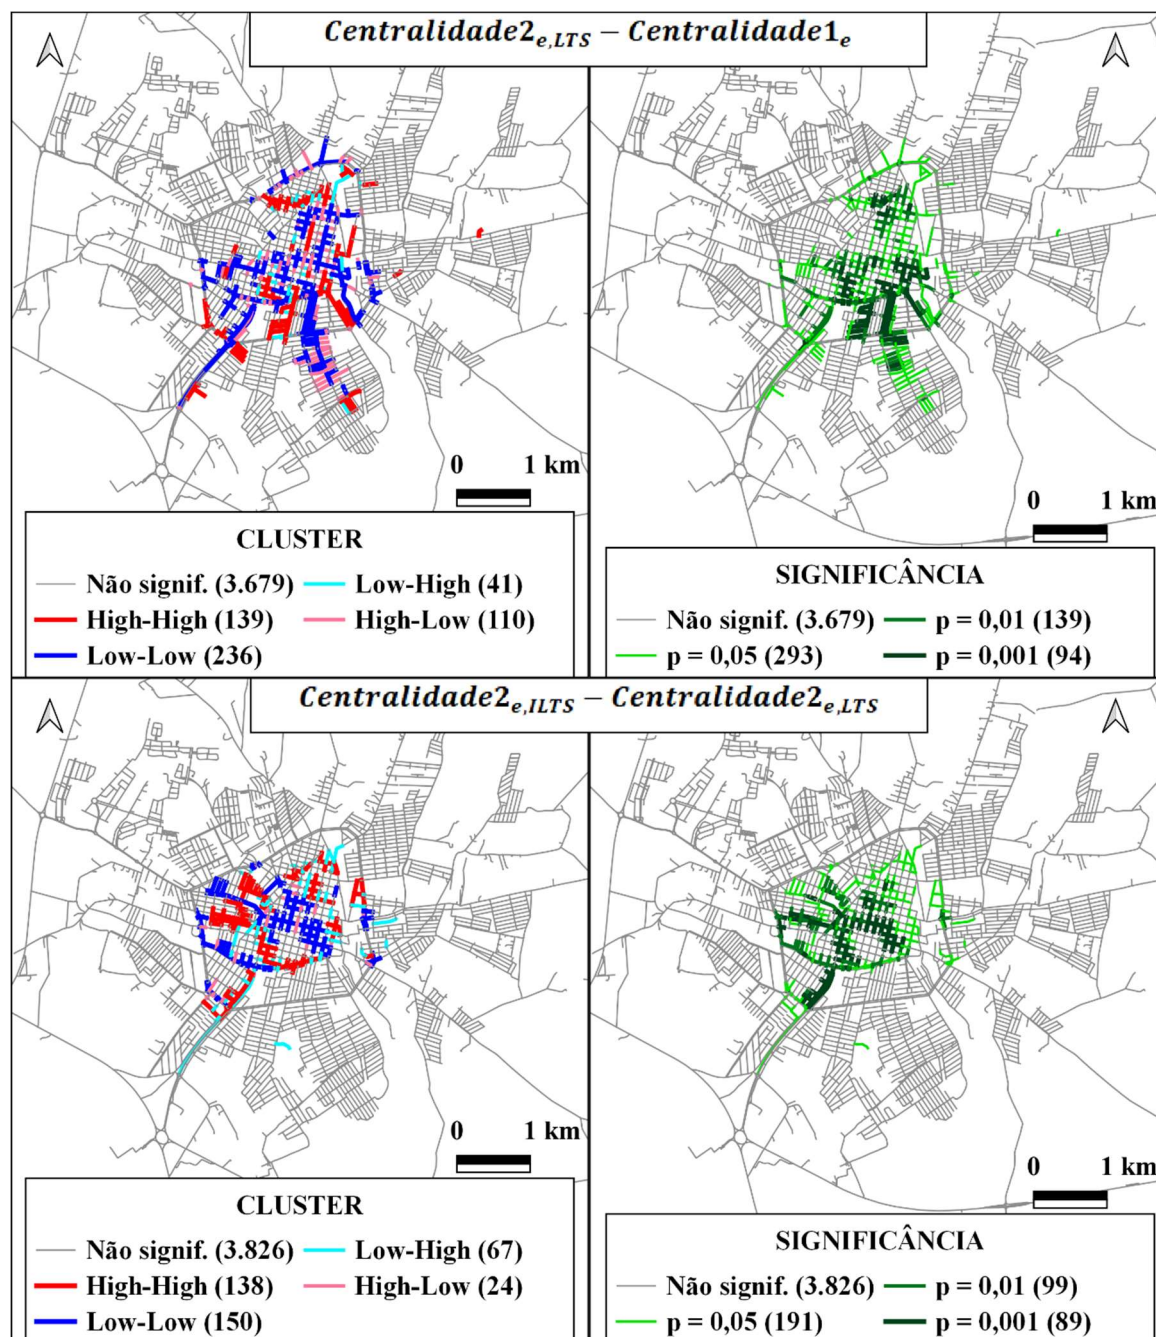 Centralidade2e,LTS − Centralidade1e
0 1 km
0 1 km
CLUSTER
Não signif. (3.679) Low-High (41)
High-High (139) High-Low (110)
Low-Low (236)
SIGNIFICÂNCIA
Não signif. (3.679) p = 0,01 (139)
p = 0,05 (293) p = 0,001 (94)
Centralidade2e,ILTS − Centralidade2e,LTS
0 1 km
0 1 km
CLUSTER
Não signif. (3.826) Low-High (67)
High-High (138) High-Low (24)
Low-Low (150)
SIGNIFICÂNCIA
Não signif. (3.826) p = 0,01 (99)
p = 0,05 (191) p = 0,001 (89)